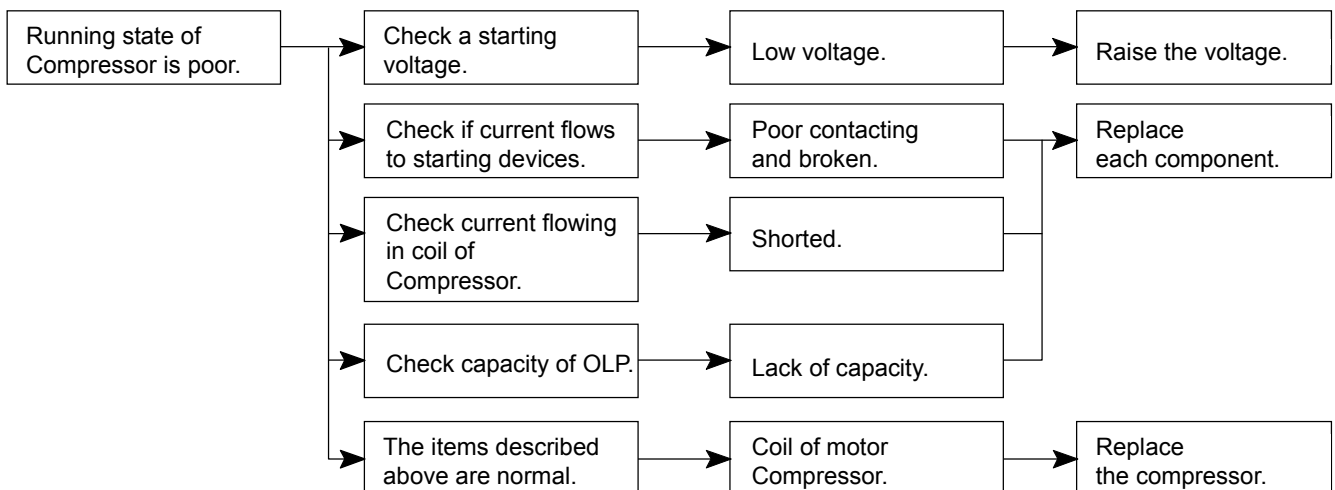 Running state of
Compressor is poor.
Check a starting
voltage.
Low voltage.
Raise the voltage.
Check if current flows
to starting devices.
Poor contacting
and broken.
Replace
each component.
Check current flowing
in coil of
Compressor.
Shorted.
Check capacity of OLP.
Lack of capacity.
The items described
above are normal.
Coil of motor
Compressor.
Replace
the compressor.